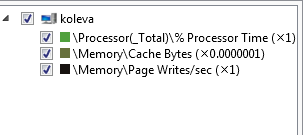 koleva
\Processor(_Total)\% Processor Time (×1)
\Memory\Cache Bytes (×0.0000001)
\Memory\Page Writes/sec (×1)